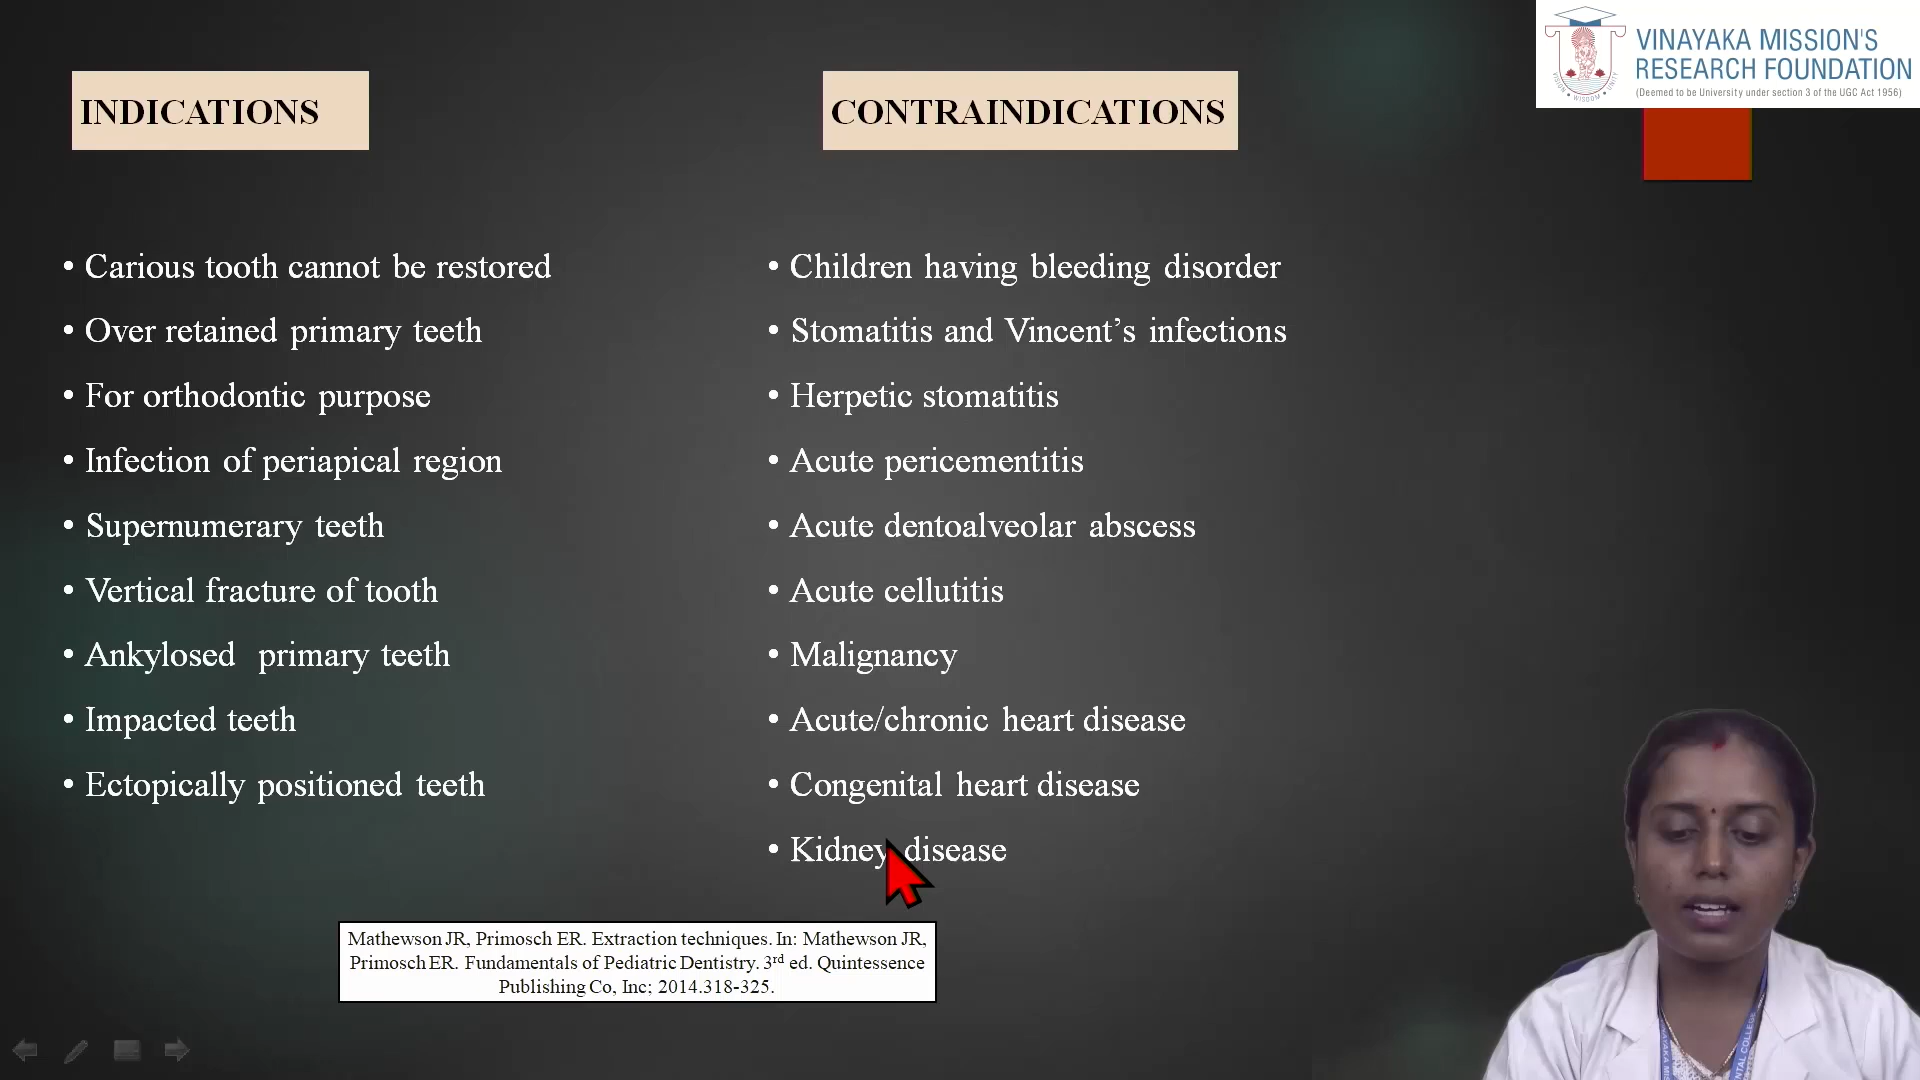 VINAYAKA MISSION'S
RESEARCH FOUNDATION
(Deemed to be University under section 3 of the UGC Act 1956)
VISION • WISDOM • UNITY
INDICATIONS
• Carious tooth cannot be restored
• Over retained primary teeth
• For orthodontic purpose
• Infection of periapical region
• Supernumerary teeth
• Vertical fracture of tooth
• Ankylosed primary teeth
• Impacted teeth
• Ectopically positioned teeth
CONTRAINDICATIONS
• Children having bleeding disorder
• Stomatitis and Vincent’s infections
• Herpetic stomatitis
• Acute pericementitis
• Acute dentoalveolar abscess
• Acute cellutitis
• Malignancy
• Acute/chronic heart disease
• Congenital heart disease
• Kidney disease
Mathewson JR, Primosch ER. Extraction techniques. In: Mathewson JR,
Primosch ER. Fundamentals of Pediatric Dentistry. 3rd ed. Quintessence
Publishing Co, Inc; 2014.318-325.